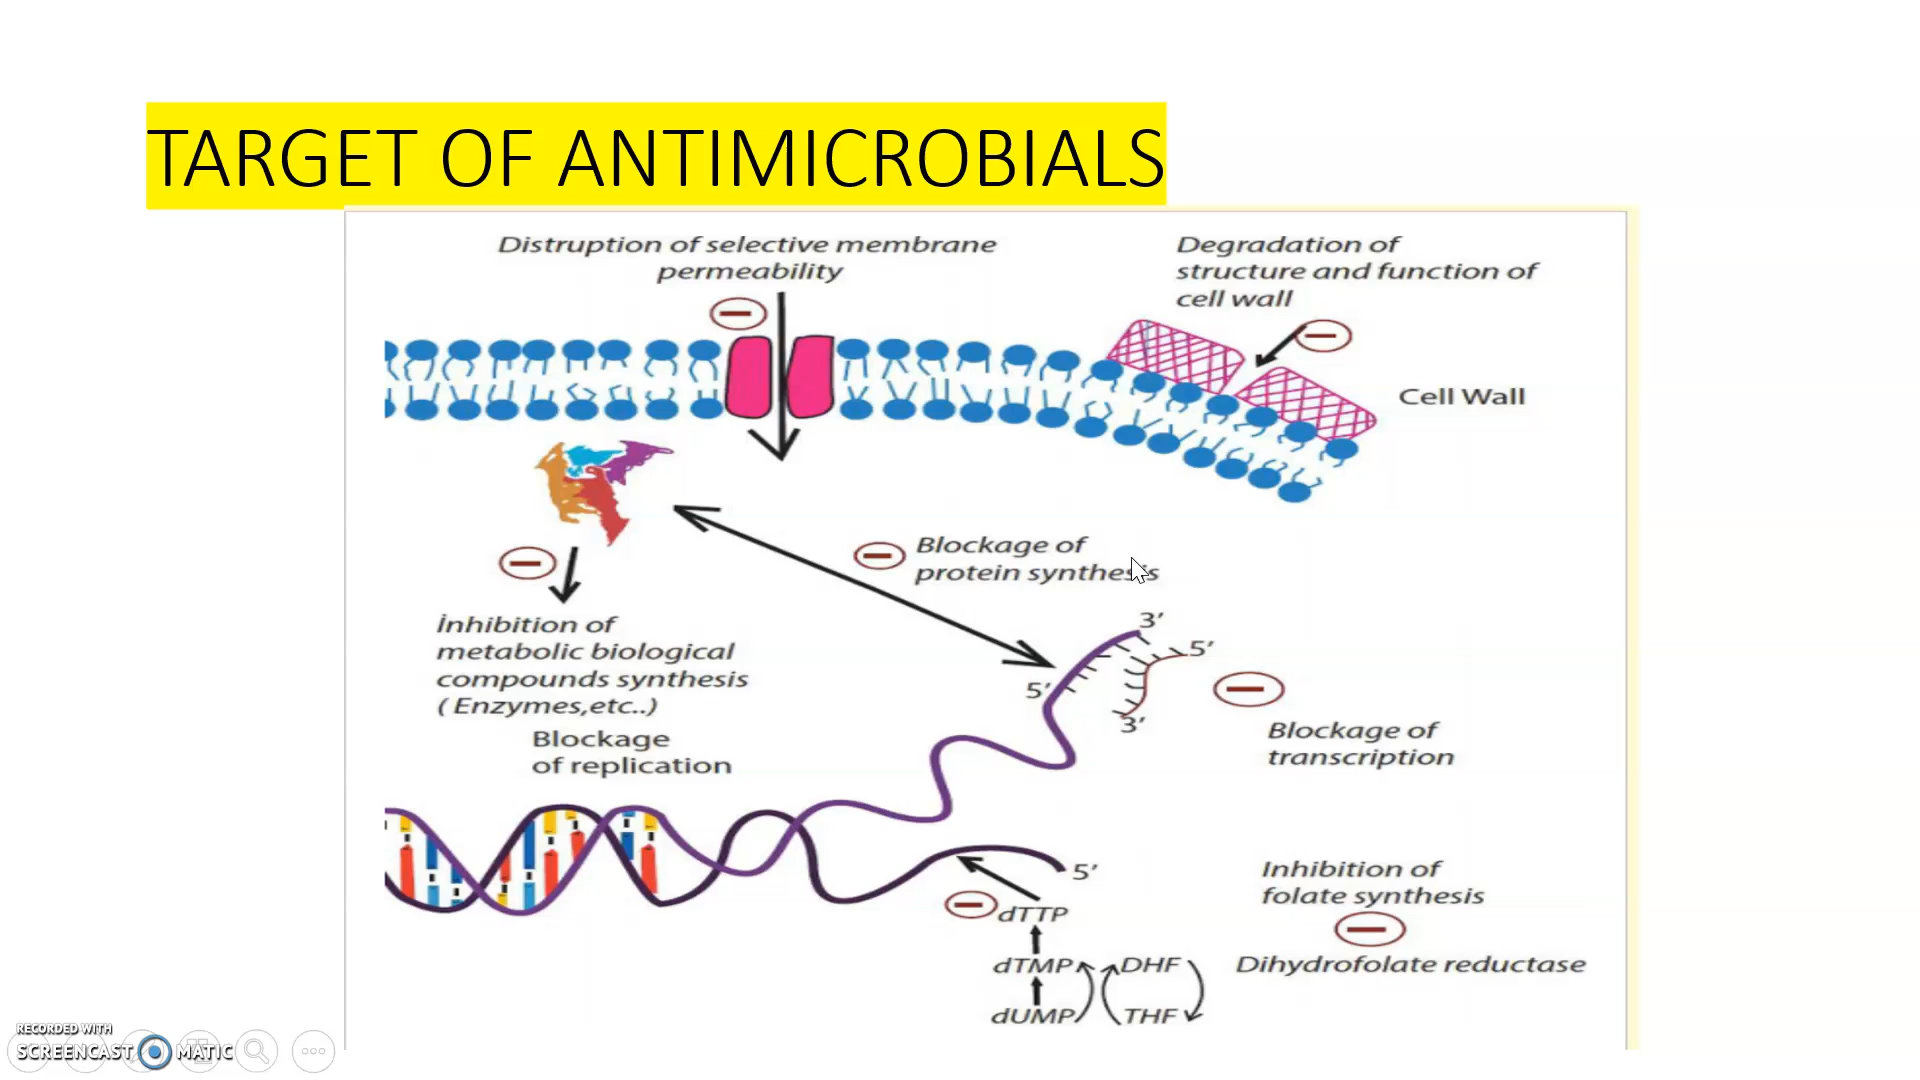 TARGET OF ANTIMICROBIALS
Distruption of selective membrane
permeability
Degradation of
structure and function of
cell wall
Cell Wall
Blockage of
protein synthesis
İnhibition of
metabolic biological
compounds synthesis
( Enzymes,etc..)
Blockage
of replication
3’
5’
5’
3’
Blockage of
transcription
5’
Inhibition of
folate synthesis
Dihydrofolate reductase
dTTP
dTMP DHF
dUMP THF
RECORDED WITH
SCREENCAST MATIC